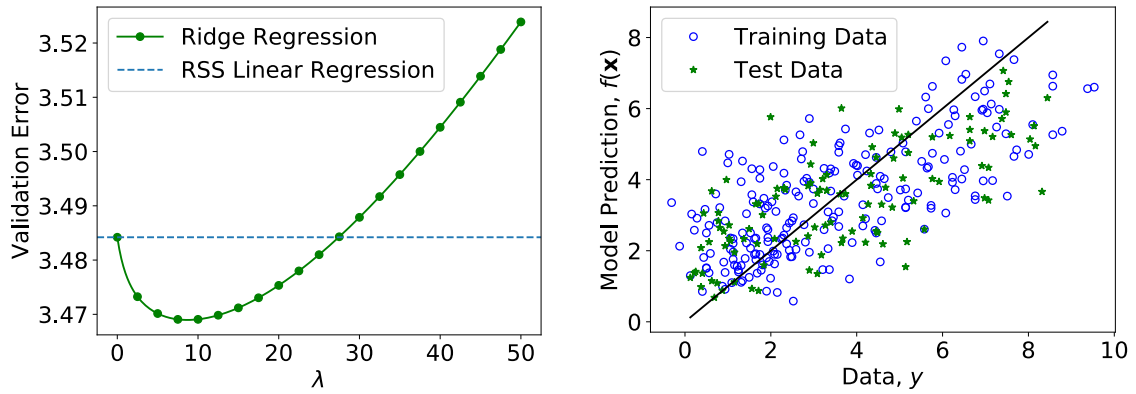 Validation Error
3.52
3.51
3.50
3.49
3.48
3.47
Ridge Regression
RSS Linear Regression
0 10 20 30 40 50
λ
Model Prediction, f(x)
8
6
4
2
0
Training Data
Test Data
0 2 4 6 8 10
Data, y